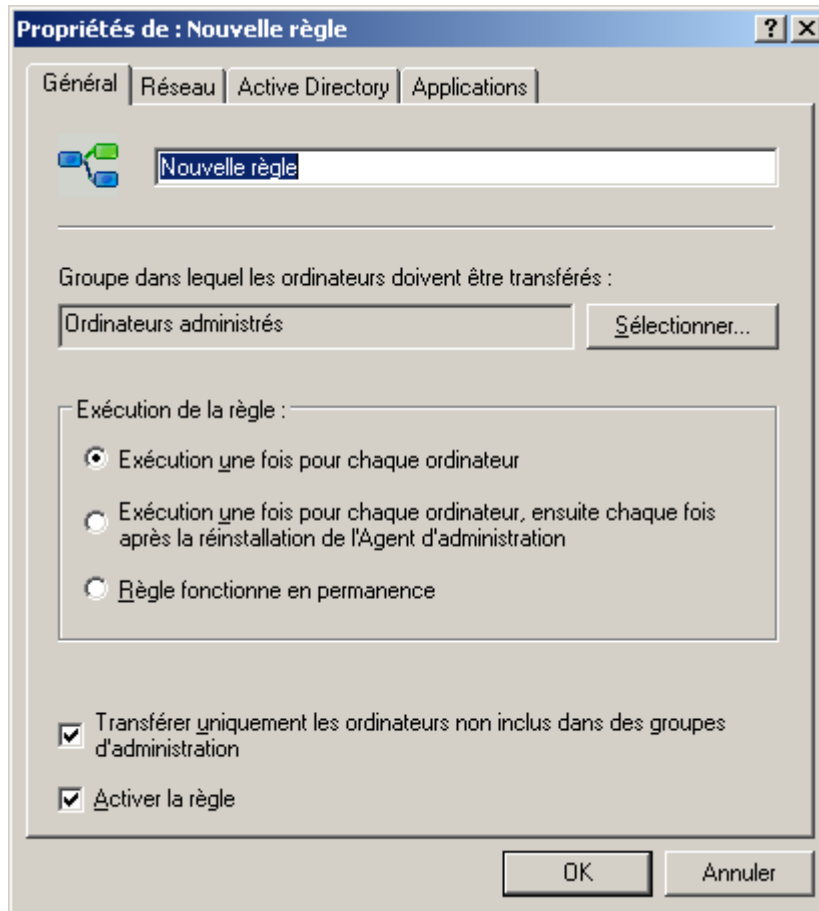 Propriétés de : Nouvelle règle
Général
Réseau
Active Directory
Applications
Nouvelle règle
Groupe dans lequel les ordinateurs doivent être transférés :
Ordinateurs administrés
Sélectionner...
Exécution de la règle :
Exécution une fois pour chaque ordinateur
Exécution une fois pour chaque ordinateur, ensuite chaque fois
après la réinstallation de l'Agent d'administration
Règle fonctionne en permanence
Transférer uniquement les ordinateurs non inclus dans des groupes
d'administration
Activer la règle
OK
Annuler